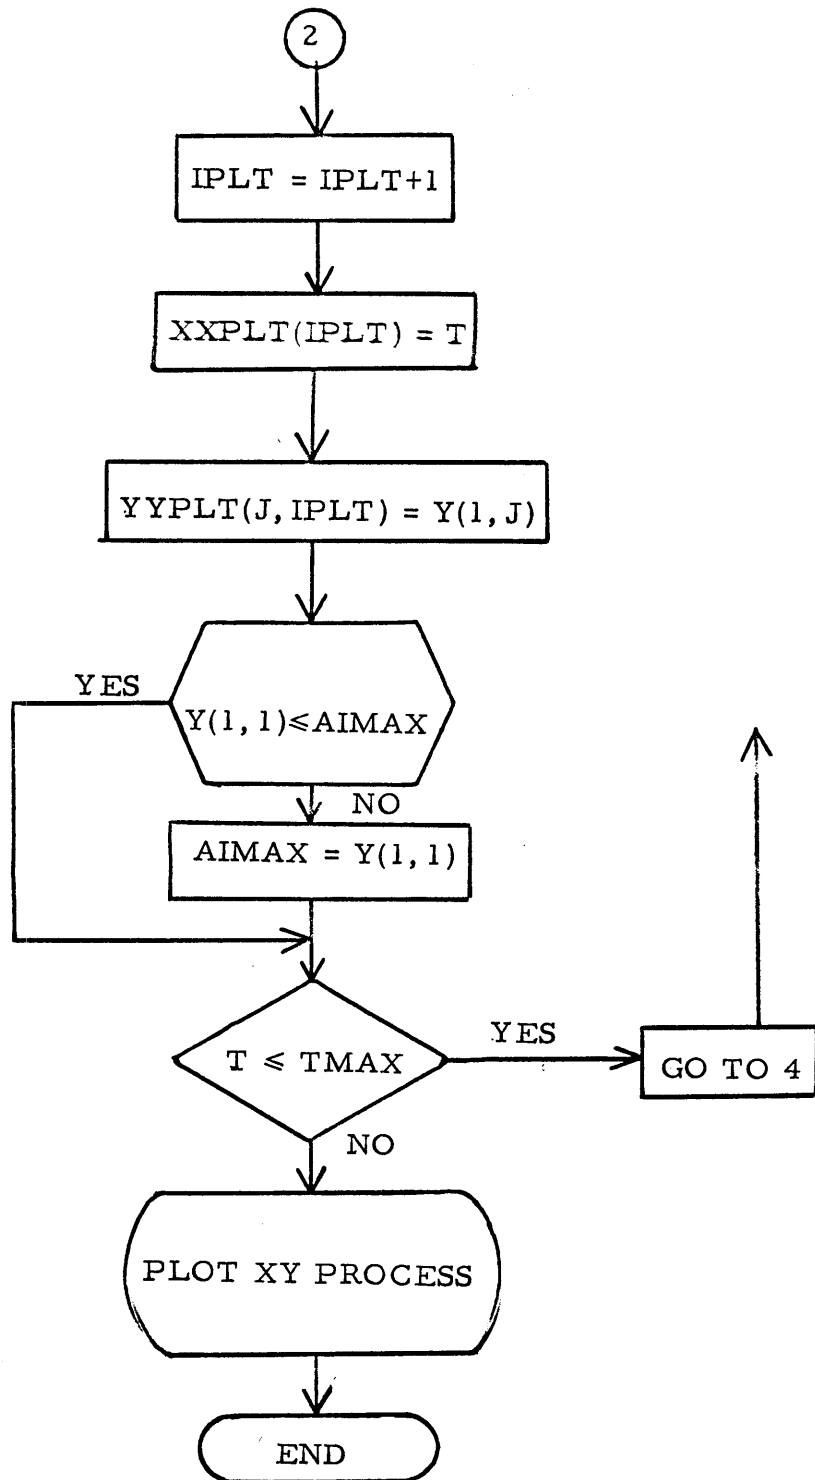 2
IPLT = IPLT+1
XXPLT(IPLT) = T
YYPLT(J, IPLT) = Y(1, J)
YES
Y(1, 1)⩽AIMAX
NO
AIMAX = Y(1, 1)
T ⩽ TMAX
YES
GO TO 4
NO
PLOT XY PROCESS
END